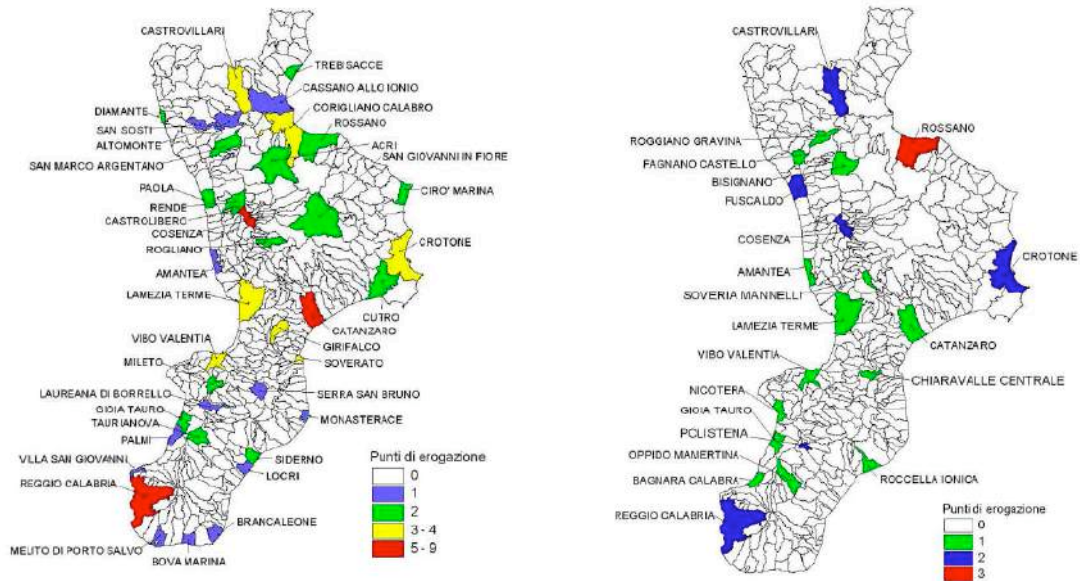 CASTROVILLARI
TREBISACCE
CASSANO ALLO IONIO
CORIGLIANO CALABRO
DIAMANTE
ROSSANO
SAN SOSTI
ACRI
ALTOMONTE
SAN GIOVANNI IN FIORE
SAN MARCO ARGENTANO
PAOLA
CIRO' MARINA
RENDE
CASTROLIBERO
COSENZA
CROTONE
ROGLIANO
AMANTEA
LAMEZIA TERME
CUTRO
CATANZARO
VIBO VALENTIA
GIRIFALCO
MILETO
SOVERATO
LAUREANA DI BORRELLO
SERRA SAN BRUNO
GIOIA TAURO
MONASTERACE
TAURIANOVA
PALMI
SIDERNO
VILLA SAN GIOVANNI
LOCRI
REGGIO CALABRIA
BRANCALEONE
MELITO DI PORTO SALVO
BOVA MARINA
Punti di erogazione
0
1
2
3 - 4
5 - 9
CASTROVILLARI
ROSSANO
ROGGIANO GRAVINA
FAGNANO CASTELLO
BISIGNANO
FUSCALDO
COSENZA
CROTONE
AMANTEA
SOVERIA MANNELLI
LAMEZIA TERME
CATANZARO
VIBO VALENTIA
CHIARAVALLE CENTRALE
NICOTERA
GIOIA TAURO
POLISTENA
OPPIDO MAMERTINA
ROCCELLA IONICA
BAGNARA CALABRA
REGGIO CALABRIA
Punti di erogazione
0
1
2
3